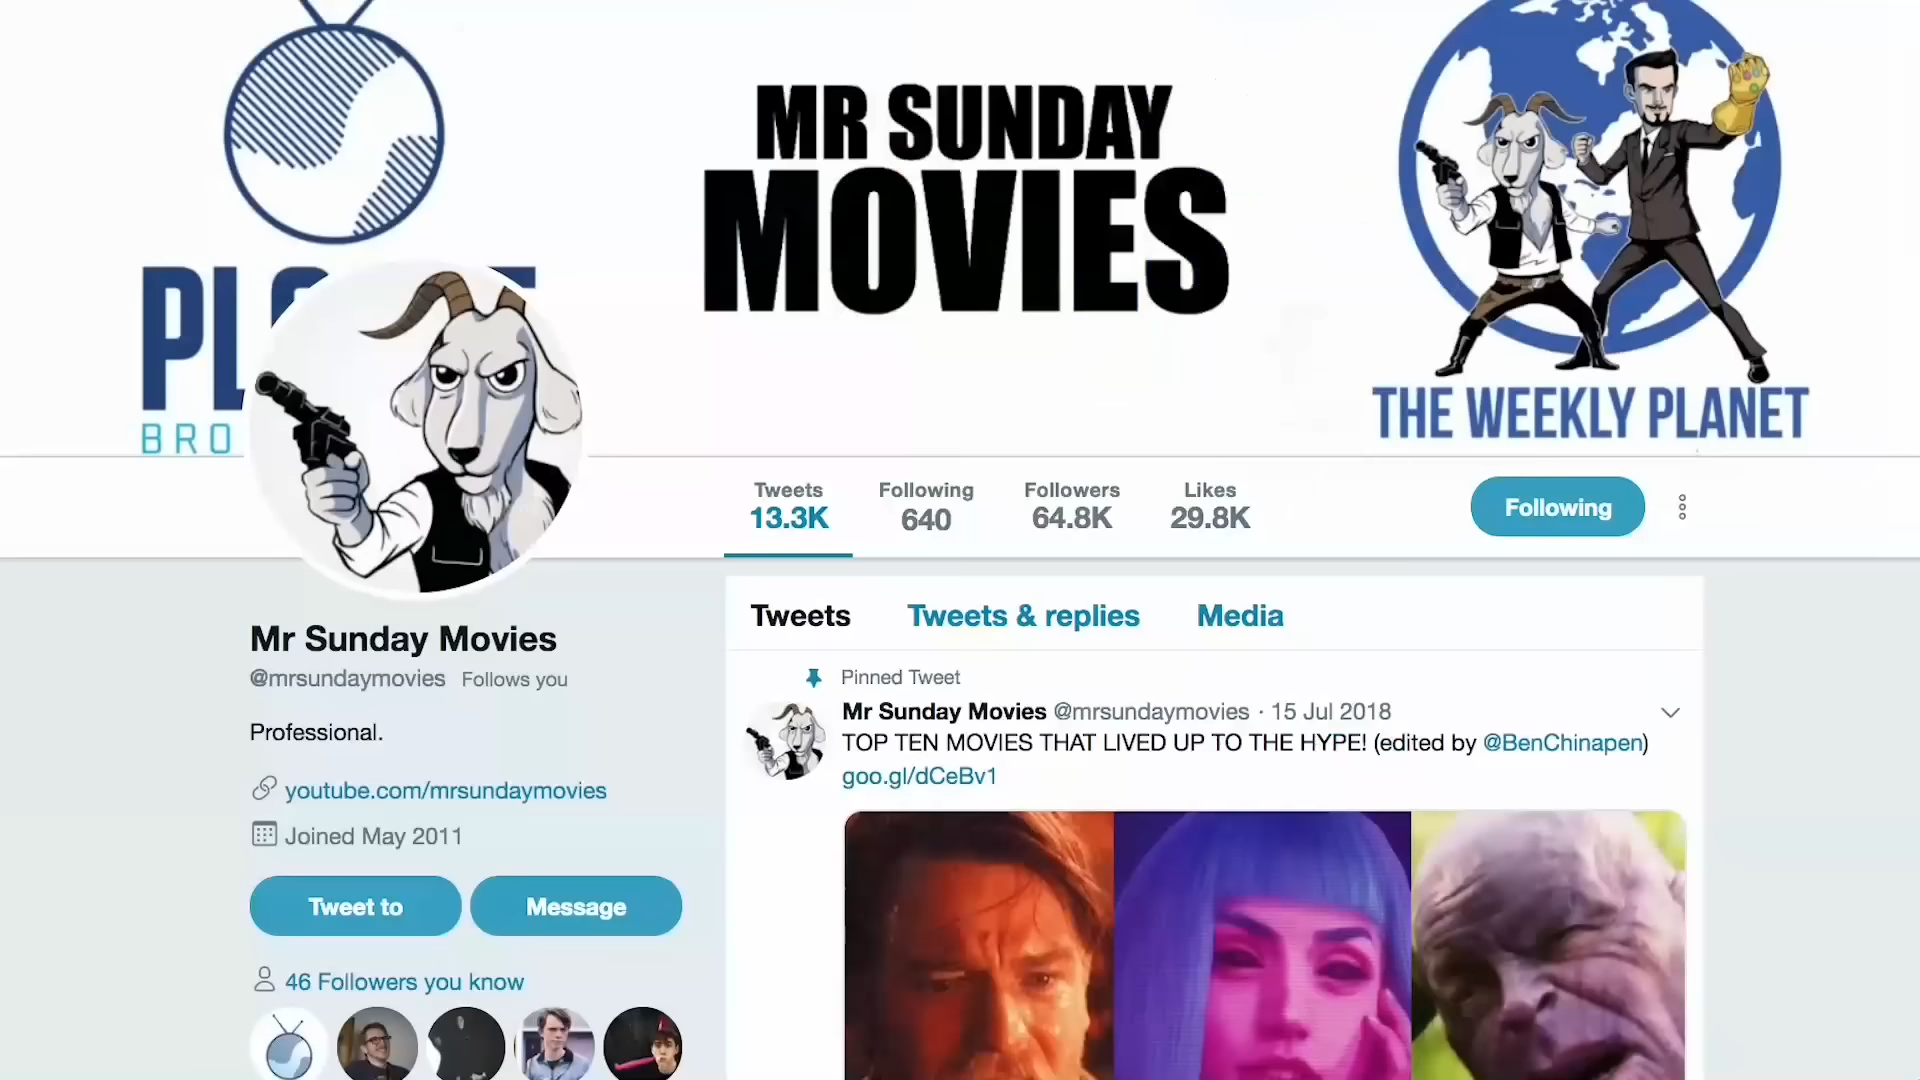 MR SUNDAY
MOVIES
BRO
THE WEEKLY PLANET
Tweets Following Followers Likes
13.3K 640 64.8K 29.8K
Following
Mr Sunday Movies
@mrsundaymovies Follows you
Professional.
youtube.com/mrsundaymovies
Joined May 2011
Tweet to Message
46 Followers you know
Tweets Tweets & replies Media
Pinned Tweet
Mr Sunday Movies @mrsundaymovies · 15 Jul 2018
TOP TEN MOVIES THAT LIVED UP TO THE HYPE! (edited by @BenChinapen)
goo.gl/dCeBv1